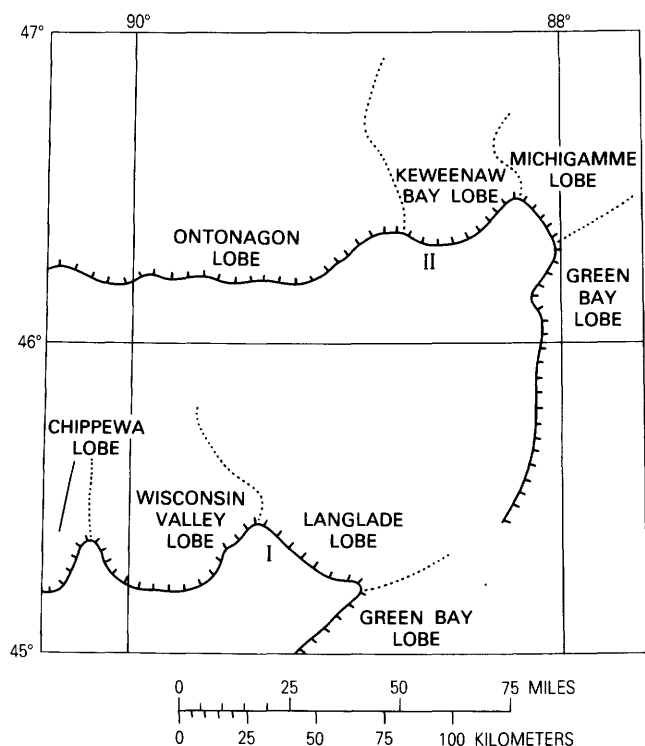 90° 88°
47°
MICHIGAMME
LOBE
KEWEENAW
BAY LOBE
ONTONAGON
LOBE
II
GREEN
BAY
LOBE
46°
CHIPPEWA
LOBE
WISCONSIN
VALLEY
LOBE
LANGLADE
LOBE
I
GREEN BAY
LOBE
45°
0 25 50 75 MILES
0 25 50 75 100 KILOMETERS